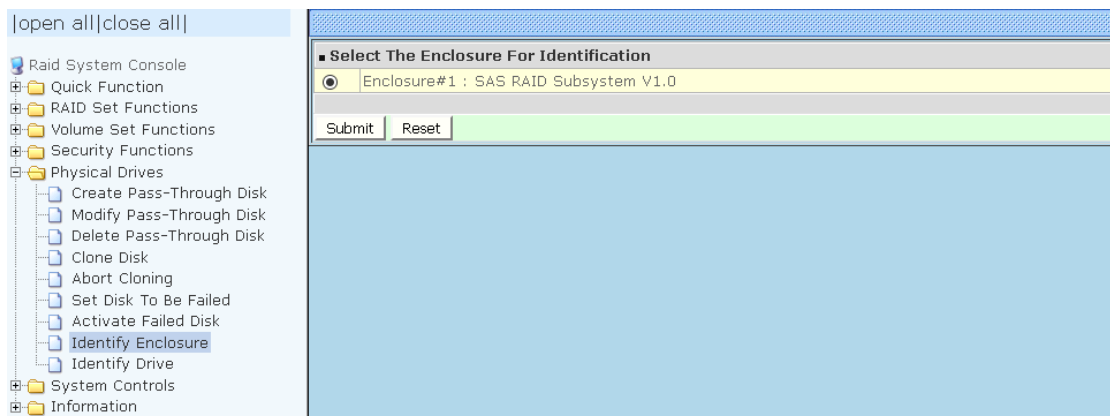 |open all|close all|
Raid System Console
Quick Function
RAID Set Functions
Volume Set Functions
Security Functions
Physical Drives
Create Pass-Through Disk
Modify Pass-Through Disk
Delete Pass-Through Disk
Clone Disk
Abort Cloning
Set Disk To Be Failed
Activate Failed Disk
Identify Enclosure
Identify Drive
System Controls
Information
Select The Enclosure For Identification
Enclosure#1 : SAS RAID Subsystem V1.0
Submit Reset